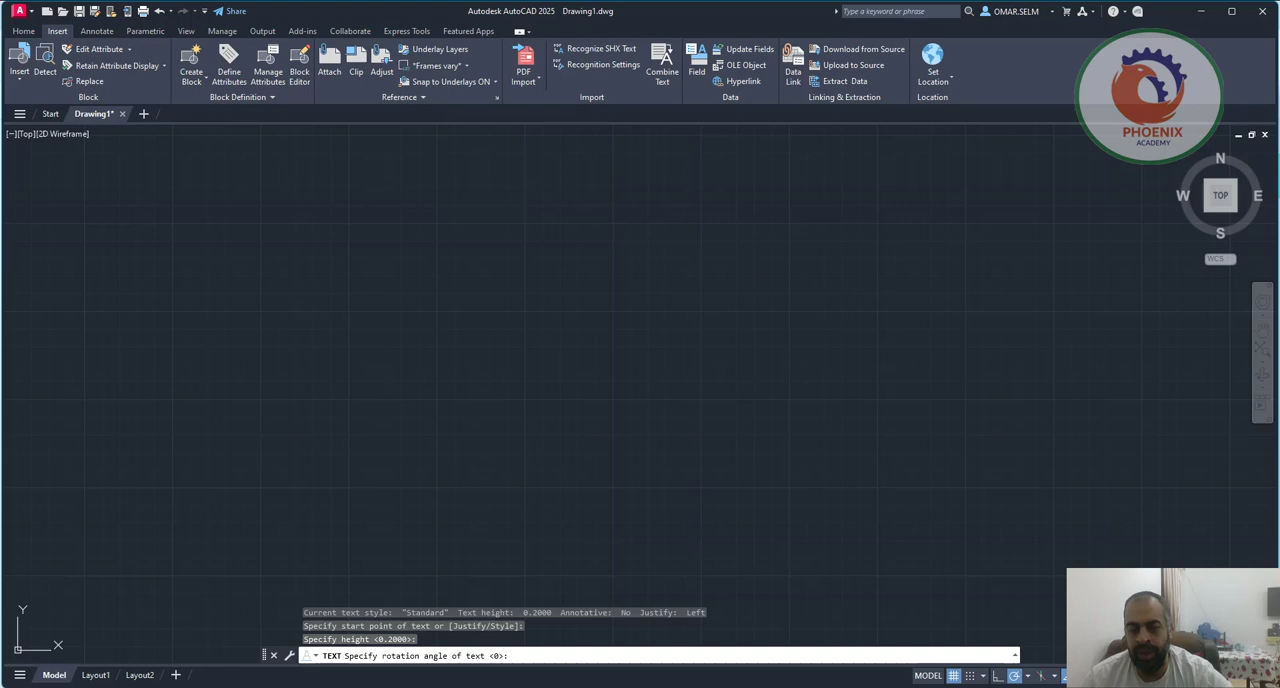 Autodesk AutoCAD 2025 Drawing1.dwg
Share
Type a keyword or phrase
OMAR.SELM
Home Insert Annotate Parametric View Manage Output Add-ins Collaborate Express Tools Featured Apps
Insert
Detect
Edit Attribute
Retain Attribute Display
Replace
Block
Create Block
Define Attributes
Manage Attributes
Block Editor
Block Definition
Attach
Clip
Adjust
Underlay Layers
*Frames vary*
Snap to Underlays ON
Reference
PDF Import
Recognize SHX Text
Recognition Settings
Combine Text
Import
Field
Update Fields
OLE Object
Hyperlink
Data
Data Link
Download from Source
Upload to Source
Extract Data
Linking & Extraction
Set Location
Location
PHOENIX
ACADEMY
Start Drawing1*
[−][Top][2D Wireframe]
N
W TOP E
S
WCS
Y
X
Current text style: "Standard" Text height: 0.2000 Annotative: No Justify: Left
Specify start point of text or [Justify/Style]:
Specify height <0.2000>:
TEXT Specify rotation angle of text <0>:
Model Layout1 Layout2
MODEL